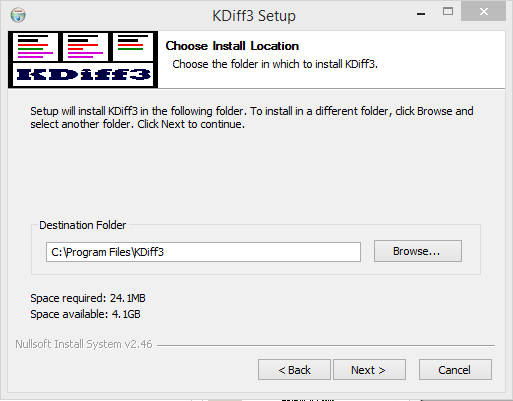 KDiff3 Setup
KDiff3
Choose Install Location
Choose the folder in which to install KDiff3.
Setup will install KDiff3 in the following folder. To install in a different folder, click Browse and
select another folder. Click Next to continue.
Destination Folder
C:\Program Files\KDiff3
Browse...
Space required: 24.1MB
Space available: 4.1GB
Nullsoft Install System v2.46
< Back
Next >
Cancel